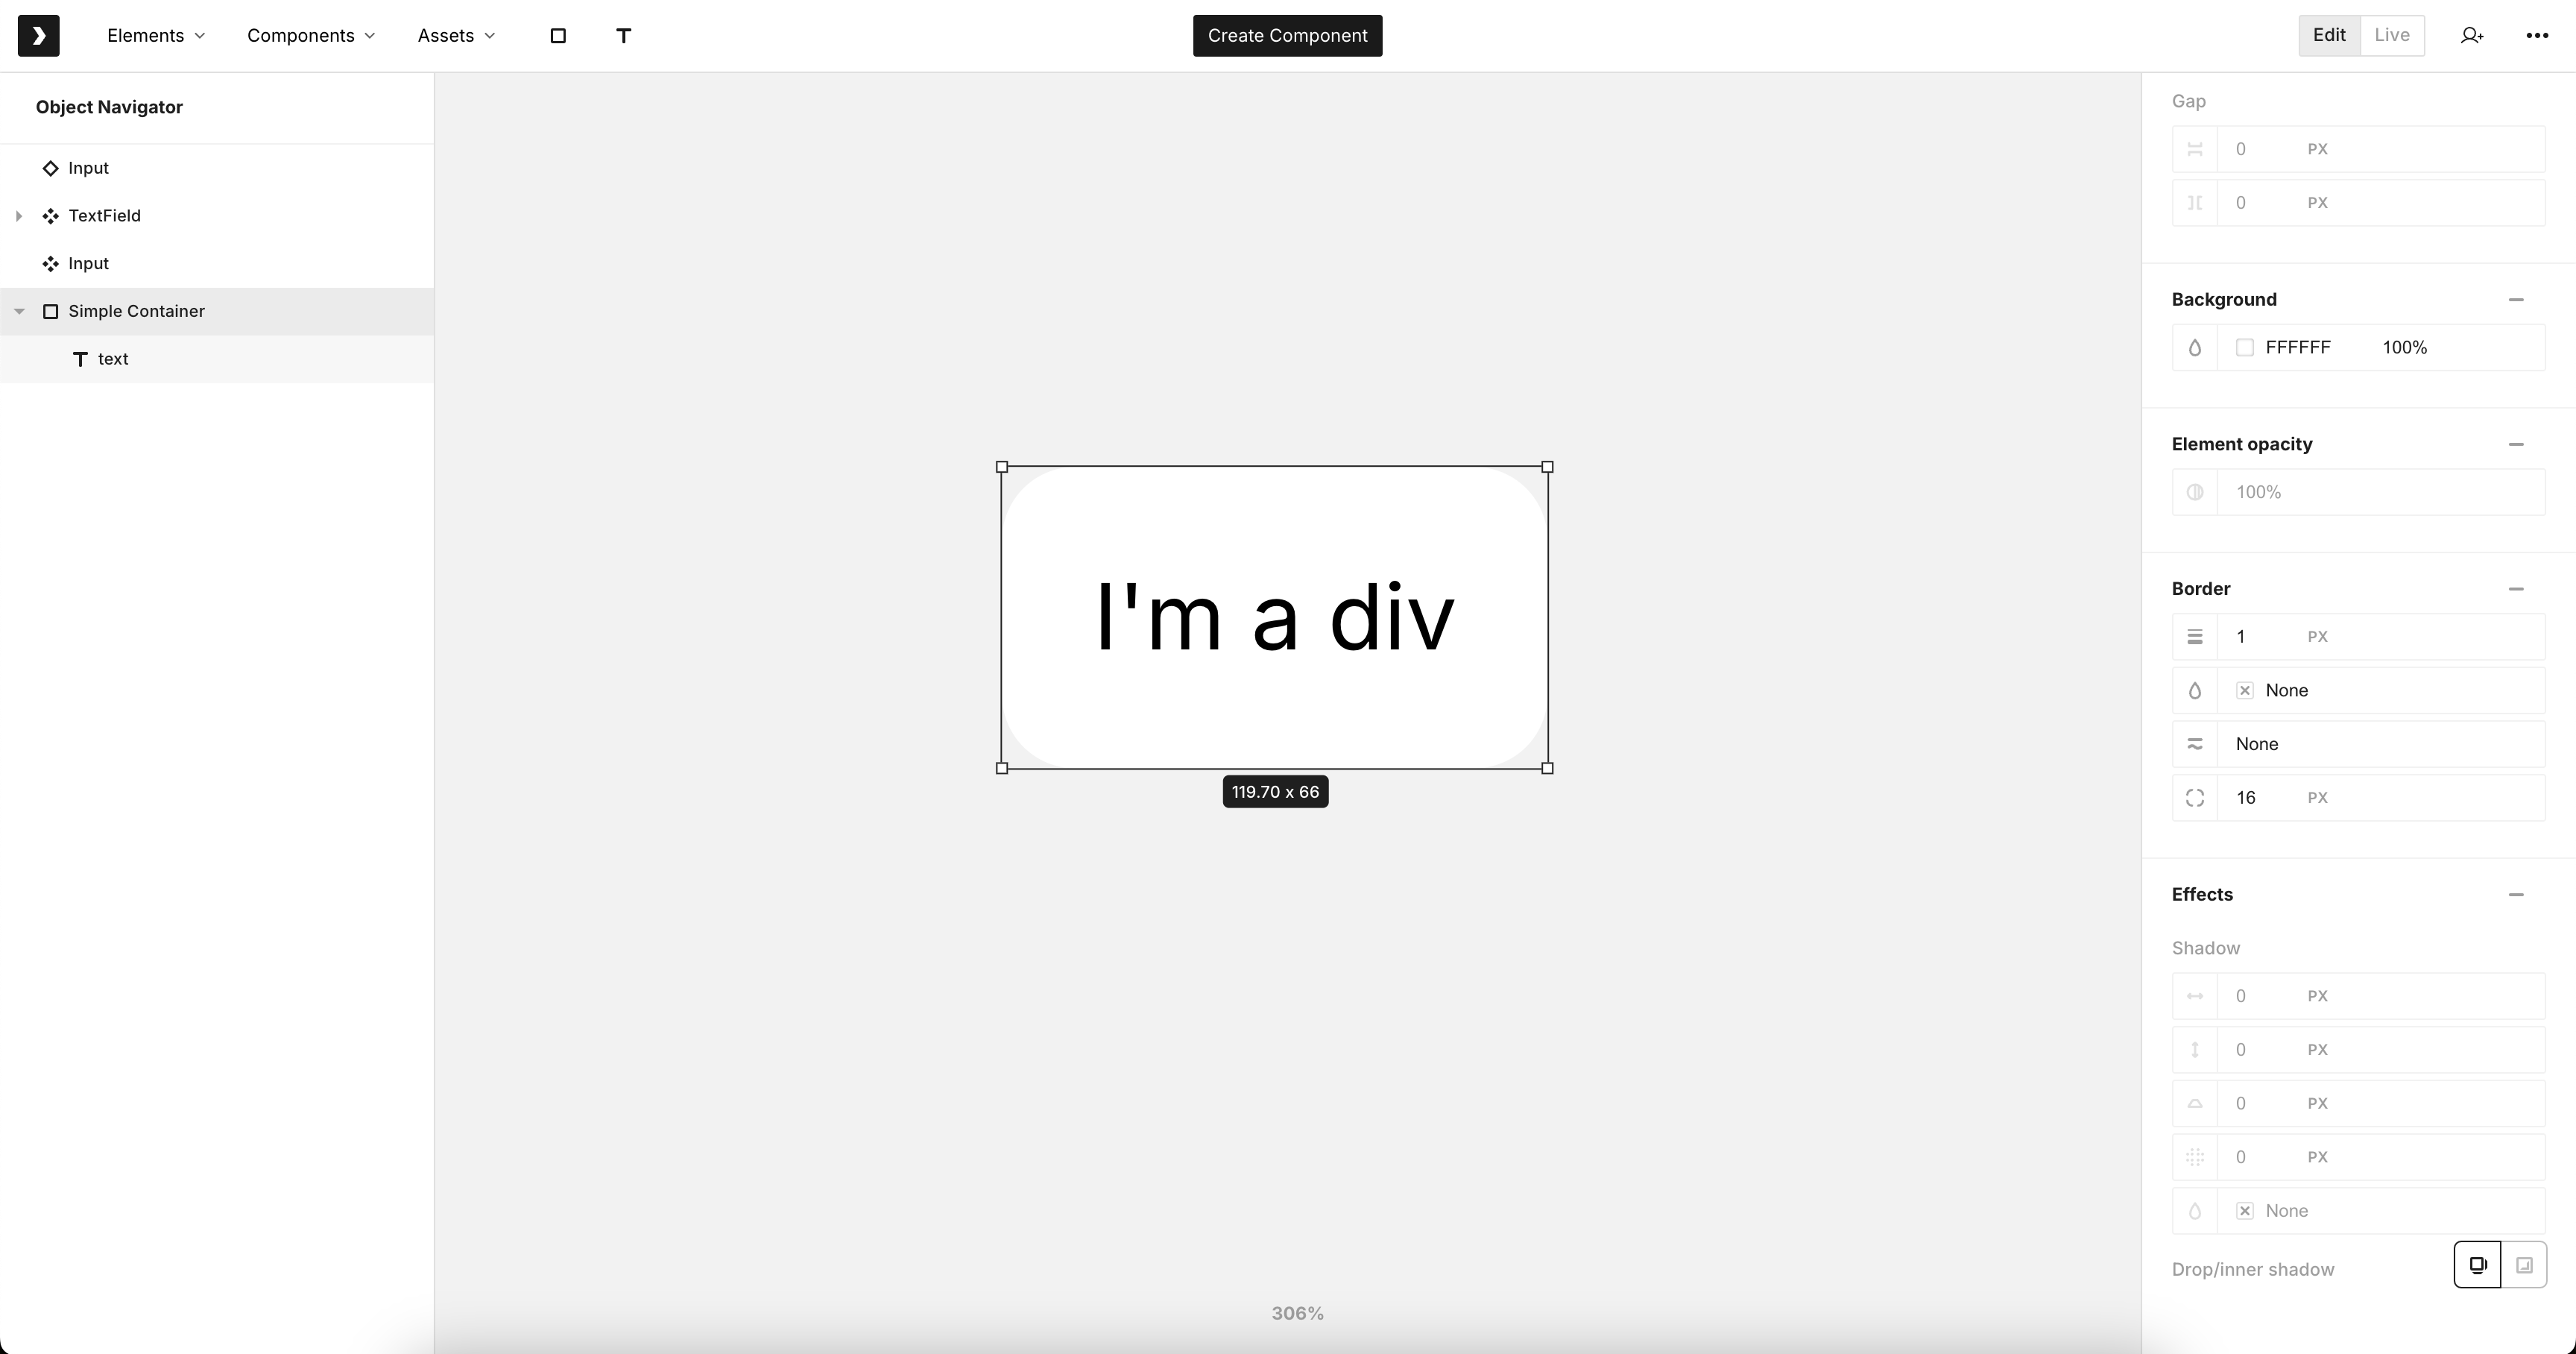 Elements Components Assets T Create Component Edit Live
Object Navigator
Input
TextField
Input
Simple Container
T text
I'm a div
119.70 x 66
306%
Gap
0 PX
0 PX
Background
FFFFFF 100%
Element opacity
100%
Border
1 PX
None
None
16 PX
Effects
Shadow
0 PX
0 PX
0 PX
0 PX
None
Drop/inner shadow